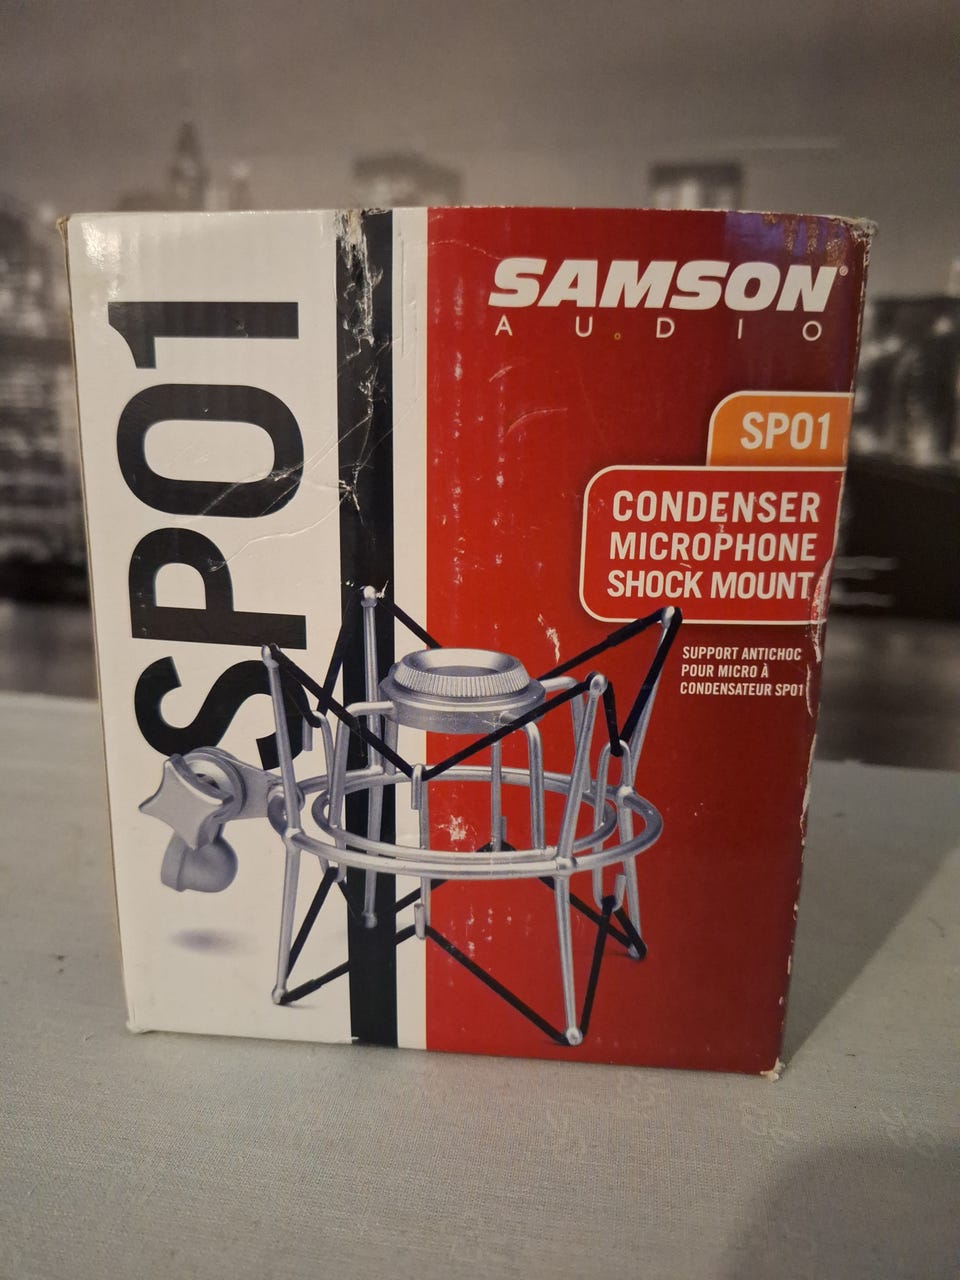 SP01
SAMSON®
AUDIO
SP01
CONDENSER
MICROPHONE
SHOCK MOUNT
SUPPORT ANTICHOC
POUR MICRO À
CONDENSATEUR SP01